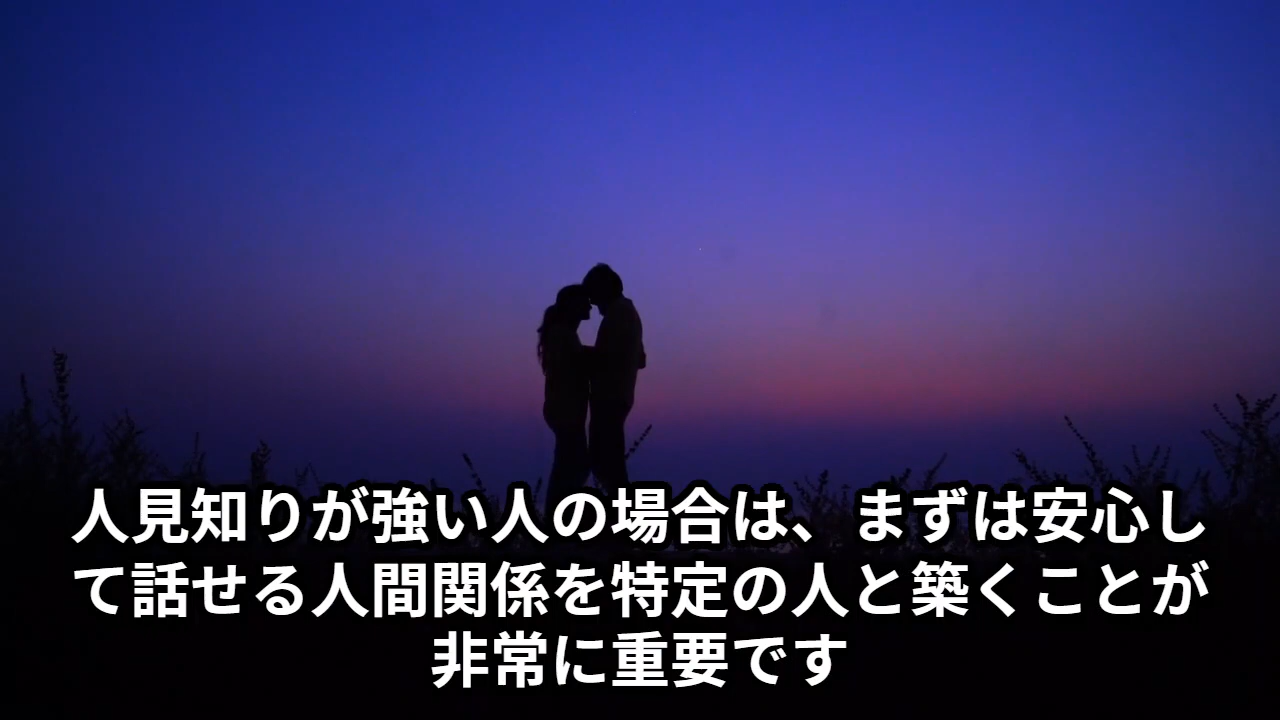 人見知りが強い人の場合は、まずは安心し
て話せる人間関係を特定の人と築くことが
非常に重要です